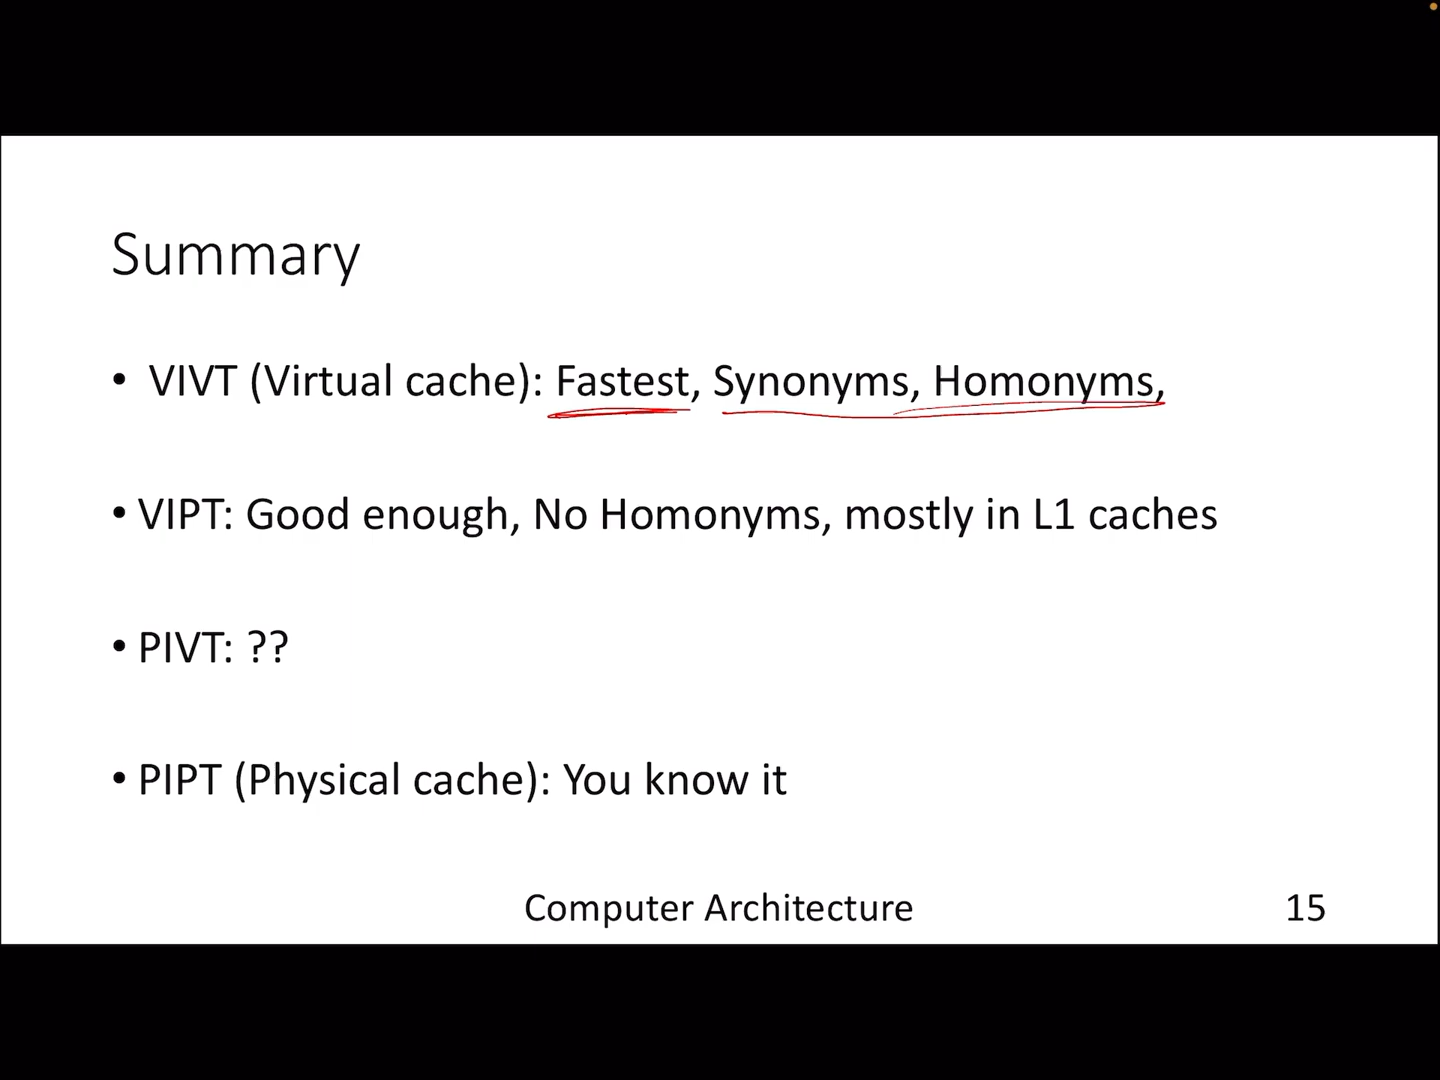 Summary
• VIVT (Virtual cache): Fastest, Synonyms, Homonyms,
• VIPT: Good enough, No Homonyms, mostly in L1 caches
• PIVT: ??
• PIPT (Physical cache): You know it
Computer Architecture
15